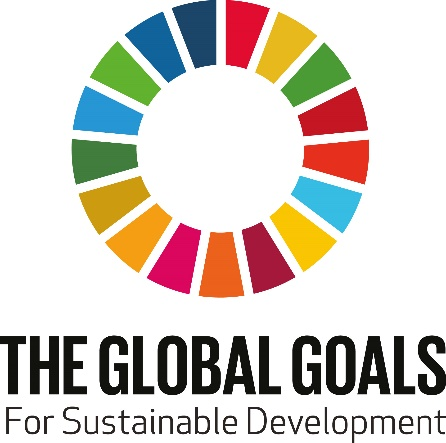 THE GLOBAL GOALS
For Sustainable Development